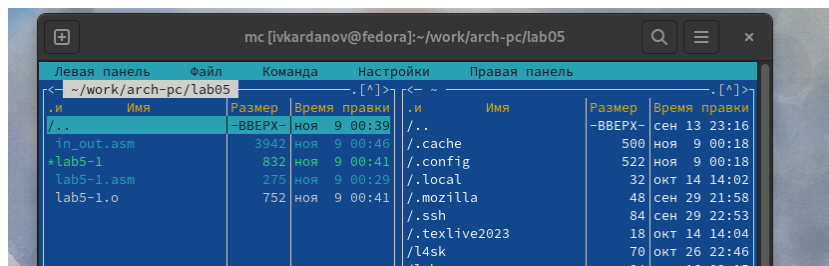 mc [ivkardanov@fedora]:~/work/arch-pc/lab05
Левая панель Файл Команда Настройки Правая панель
<─ ~/work/arch-pc/lab05 ─.[^]>
.и Имя Размер Время правки
/.. -ВВЕРХ- ноя 9 00:39
in_out.asm 3942 ноя 9 00:46
*lab5-1 832 ноя 9 00:41
lab5-1.asm 275 ноя 9 00:29
lab5-1.o 752 ноя 9 00:41
<─ ~ ─.[^]>
.и Имя Размер Время правки
/.. -ВВЕРХ- сен 13 23:16
/.cache 500 ноя 9 00:18
/.config 522 ноя 9 00:18
/.local 32 окт 14 14:02
/.mozilla 48 сен 29 21:58
/.ssh 84 сен 29 22:53
/.texlive2023 18 окт 14 14:04
/l4sk 70 окт 26 22:46